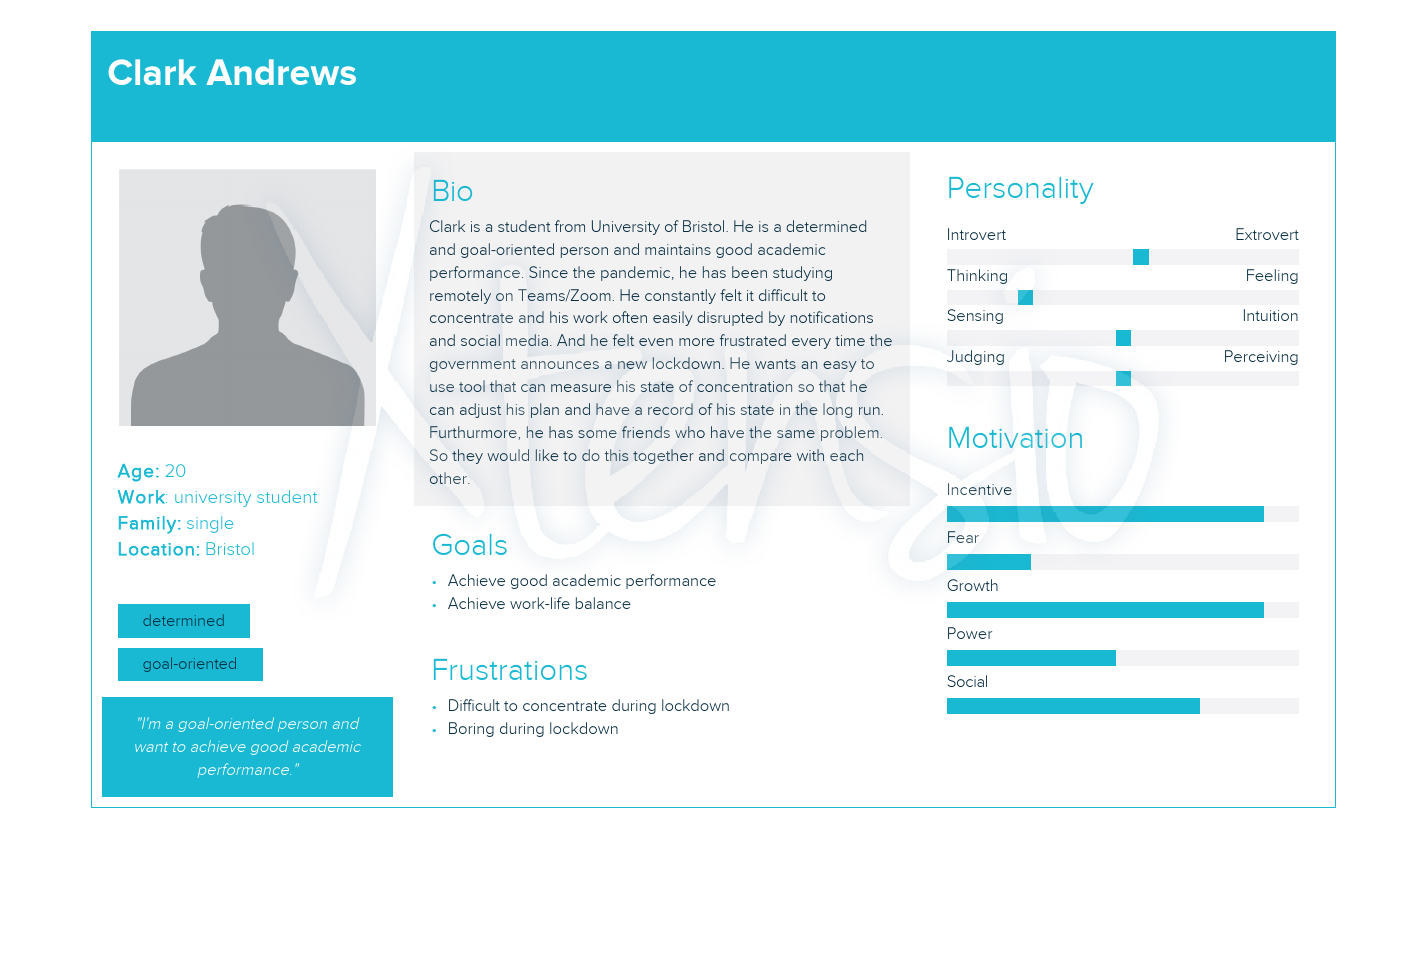 Clark Andrews
Age: 20
Work: university student
Family: single
Location: Bristol
determined
goal-oriented
"I'm a goal-oriented person and
want to achieve good academic
performance."
Bio
Clark is a student from University of Bristol. He is a determined
and goal-oriented person and maintains good academic
performance. Since the pandemic, he has been studying
remotely on Teams/Zoom. He constantly felt it difficult to
concentrate and his work often easily disrupted by notifications
and social media. And he felt even more frustrated every time the
government announces a new lockdown. He wants an easy to
use tool that can measure his state of concentration so that he
can adjust his plan and have a record of his state in the long run.
Furthurmore, he has some friends who have the same problem.
So they would like to do this together and compare with each
other.
Goals
• Achieve good academic performance
• Achieve work-life balance
Frustrations
• Difficult to concentrate during lockdown
• Boring during lockdown
Personality
Introvert Extrovert
Thinking Feeling
Sensing Intuition
Judging Perceiving
Motivation
Incentive
Fear
Growth
Power
Social
Xtensio